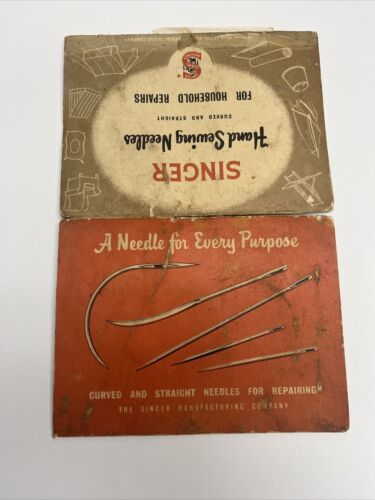 SINGER
Hand Sewing Needles
CURVED AND STRAIGHT
FOR HOUSEHOLD REPAIRS
S
A Needle for Every Purpose
CURVED AND STRAIGHT NEEDLES FOR REPAIRING
THE SINGER MANUFACTURING COMPANY